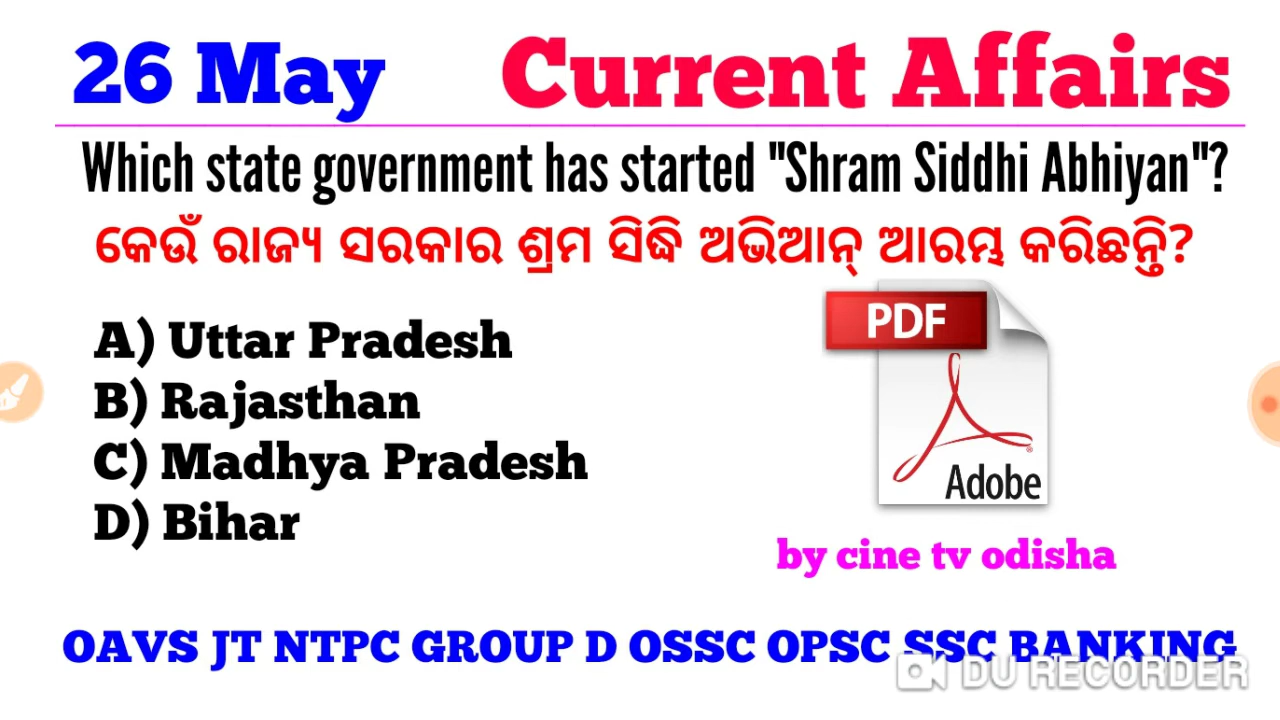 26 May Current Affairs
Which state government has started "Shram Siddhi Abhiyan"?
କେଉଁ ରାଜ୍ୟ ସରକାର ଶ୍ରମ ସିଦ୍ଧି ଅଭିଆନ୍ ଆରମ୍ଭ କରିଛନ୍ତି?
A) Uttar Pradesh
B) Rajasthan
C) Madhya Pradesh
D) Bihar
PDF
Adobe
by cine tv odisha
OAVS JT NTPC GROUP D OSSC OPSC SSC BANKING
DU RECORDER